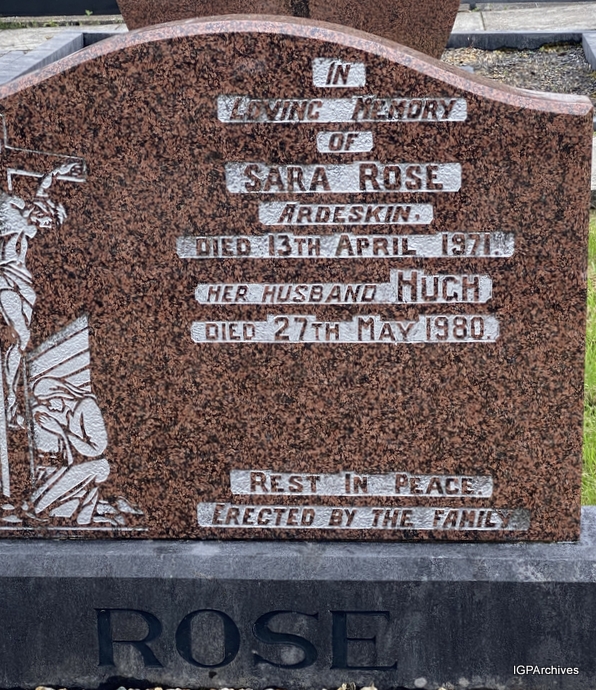 IN
LOVING MEMORY
OF
SARA ROSE
ARDESKIN.
DIED 13TH APRIL 1971.
HER HUSBAND HUGH
DIED 27TH MAY 1980.
REST IN PEACE.
ERECTED BY THE FAMILY.
ROSE
IGPArchives